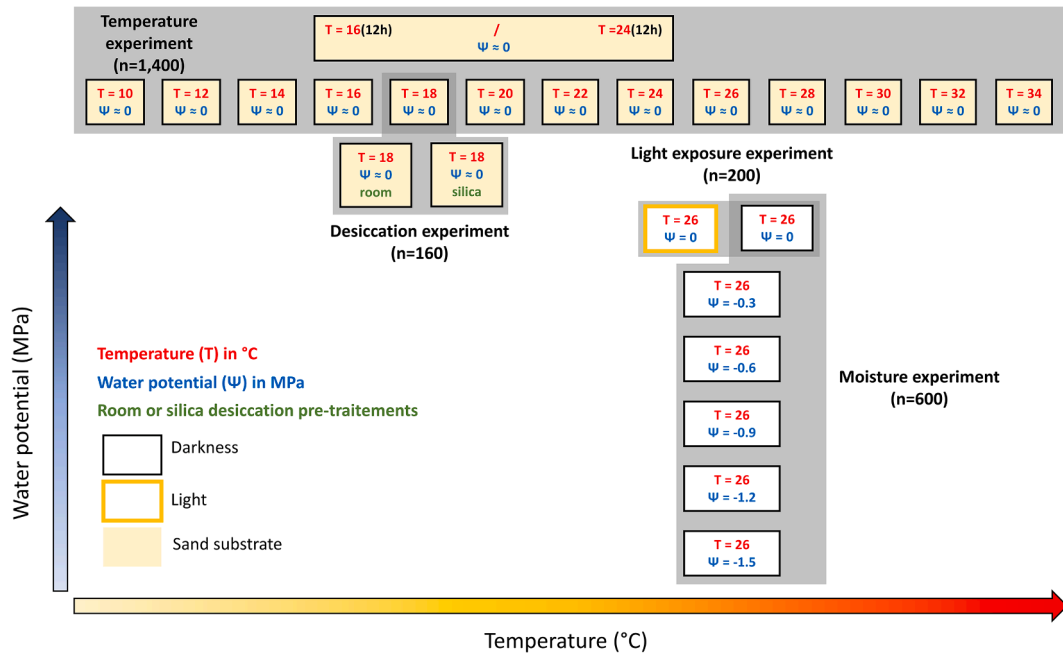 Temperature
experiment
(n=1,400)
T = 16(12h) / T =24(12h)
Ψ ≈ 0
T = 10 T = 12 T = 14 T = 16 T = 18 T = 20 T = 22 T = 24 T = 26 T = 28 T = 30 T = 32 T = 34
Ψ ≈ 0 Ψ ≈ 0 Ψ ≈ 0 Ψ ≈ 0 Ψ ≈ 0 Ψ ≈ 0 Ψ ≈ 0 Ψ ≈ 0 Ψ ≈ 0 Ψ ≈ 0 Ψ ≈ 0 Ψ ≈ 0 Ψ ≈ 0
T = 18 T = 18
Ψ ≈ 0 Ψ ≈ 0
room silica
Desiccation experiment
(n=160)
Light exposure experiment
(n=200)
T = 26 T = 26
Ψ = 0 Ψ = 0
T = 26
Ψ = -0.3
T = 26
Ψ = -0.6
T = 26
Ψ = -0.9
T = 26
Ψ = -1.2
T = 26
Ψ = -1.5
Moisture experiment
(n=600)
Temperature (T) in °C
Water potential (Ψ) in MPa
Room or silica desiccation pre-traitements
Darkness
Light
Sand substrate
Water potential (MPa)
Temperature (°C)